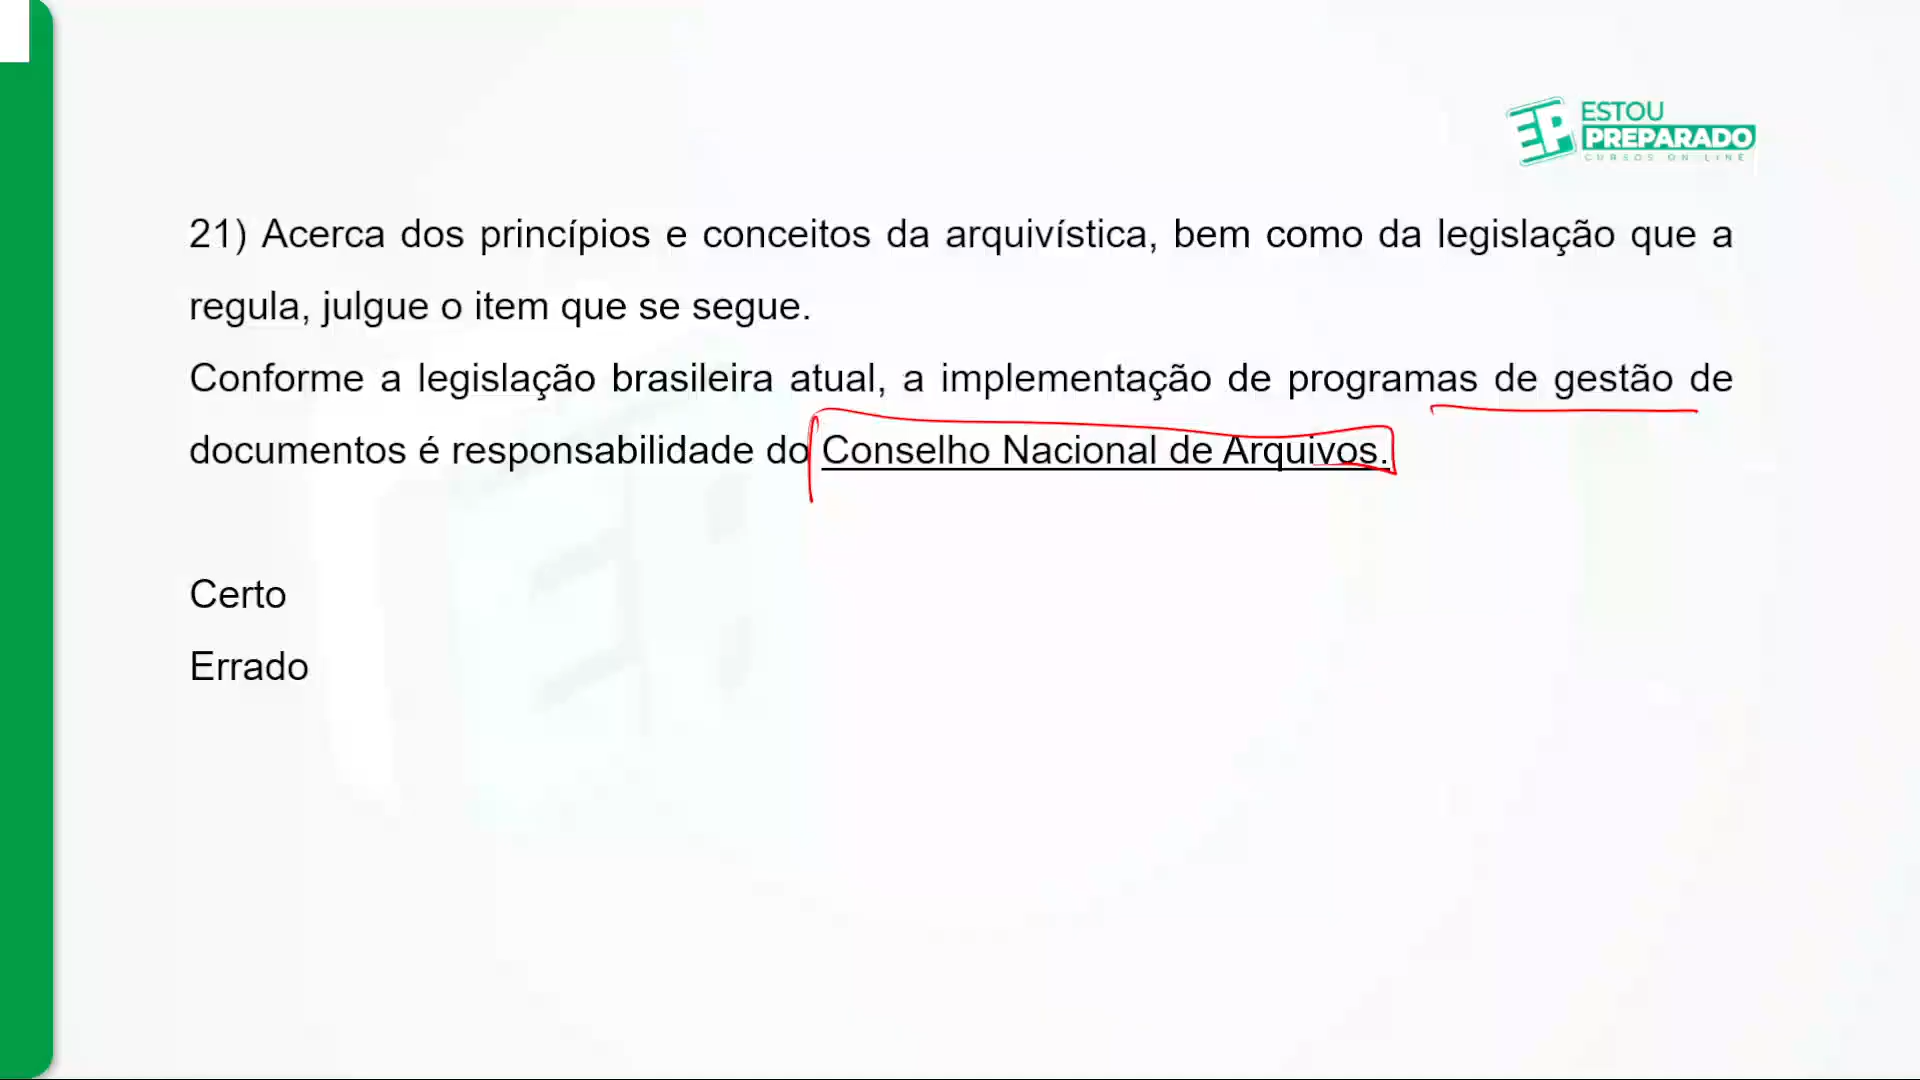 ESTOU
PREPARADO
CURSOS ON LINE
21) Acerca dos princípios e conceitos da arquivística, bem como da legislação que a
regula, julgue o item que se segue.
Conforme a legislação brasileira atual, a implementação de programas de gestão de
documentos é responsabilidade do Conselho Nacional de Arquivos.
Certo
Errado